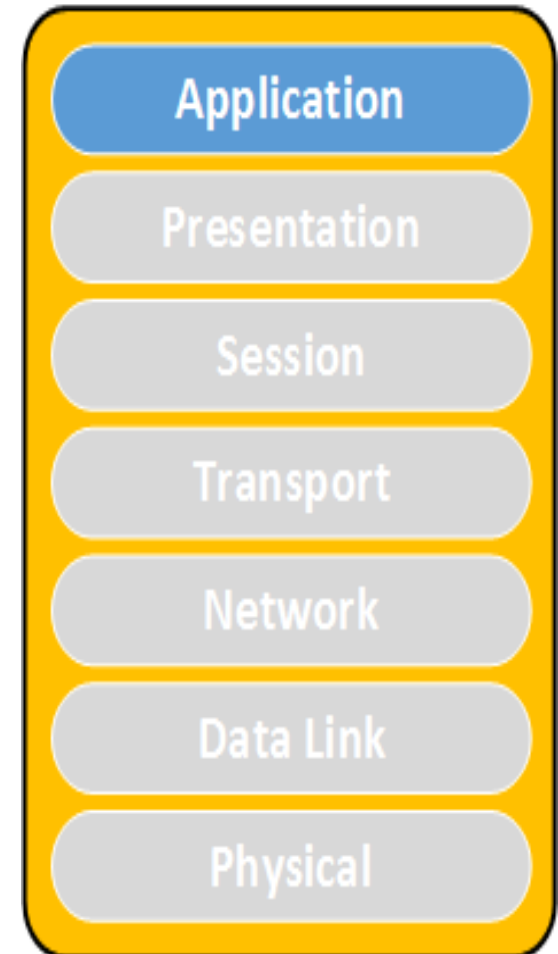 Application
Presentation
Session
Transport
Network
Data Link
Physical